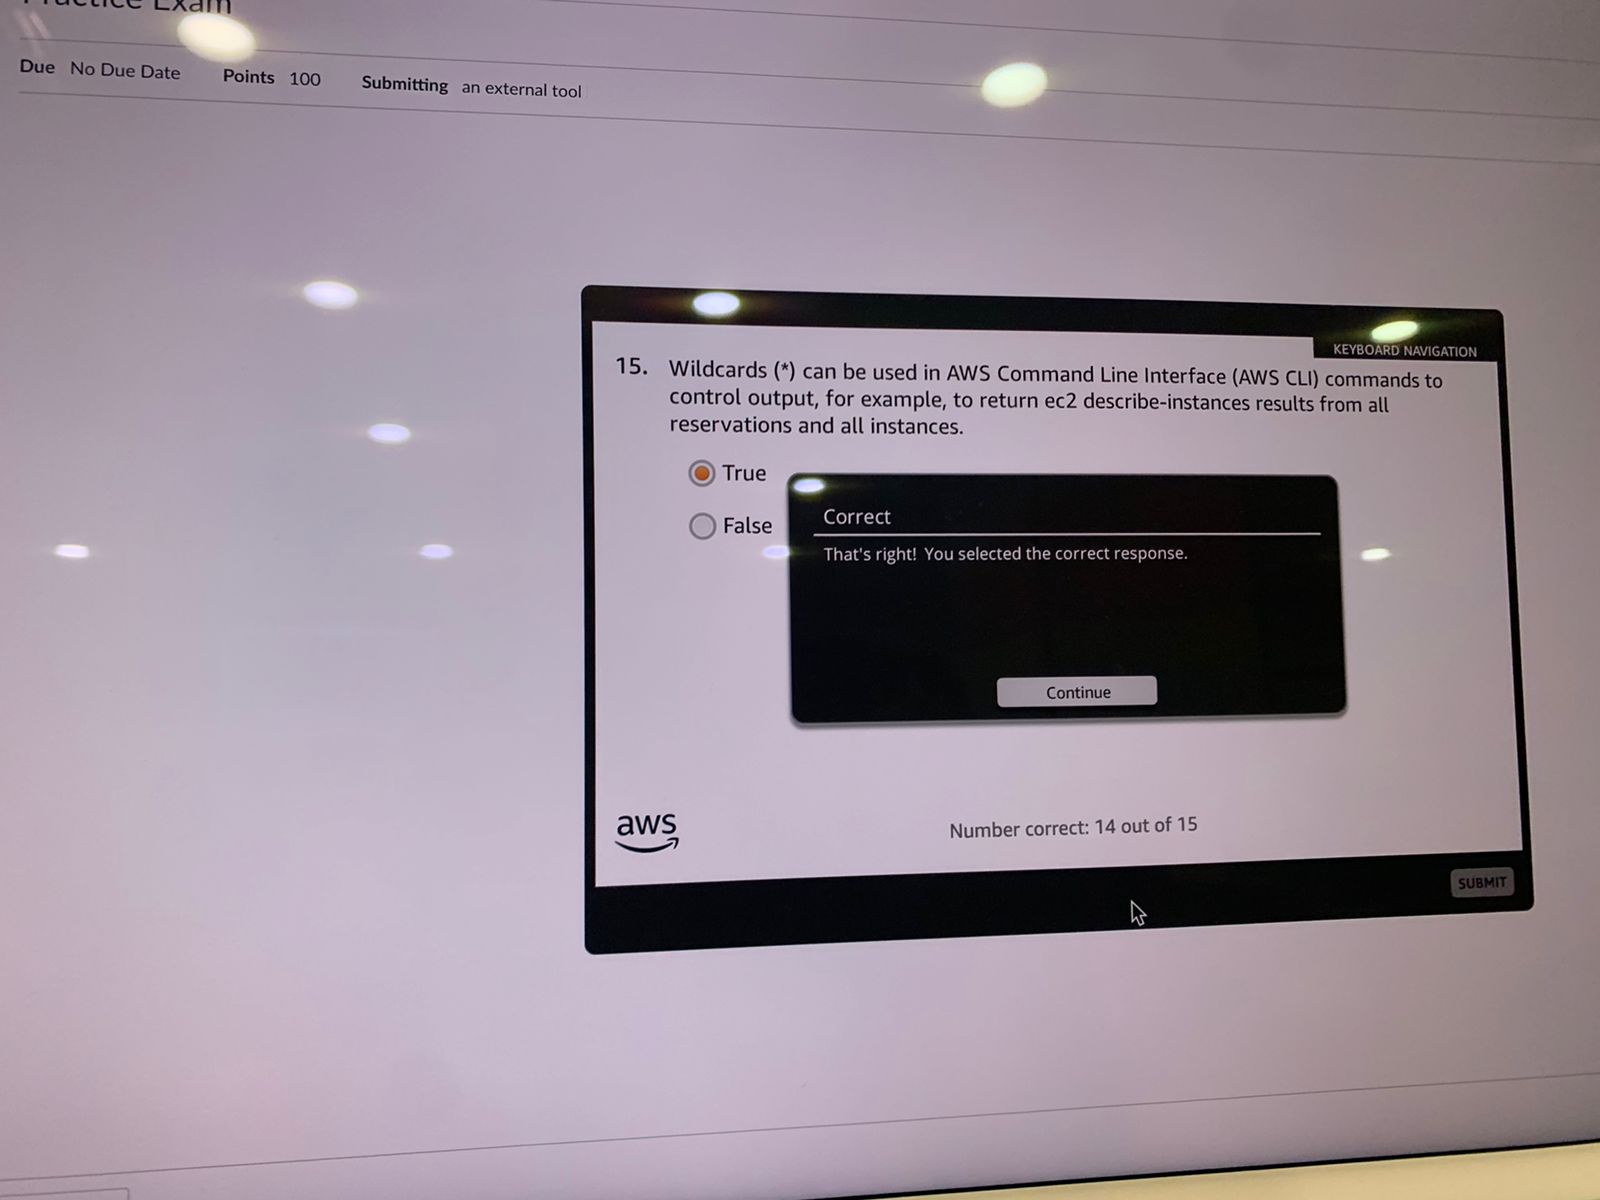 Practice Exam
Due No Due Date Points 100 Submitting an external tool
KEYBOARD NAVIGATION
15. Wildcards (*) can be used in AWS Command Line Interface (AWS CLI) commands to
control output, for example, to return ec2 describe-instances results from all
reservations and all instances.
True
False
Correct
That's right! You selected the correct response.
Continue
aws
Number correct: 14 out of 15
SUBMIT